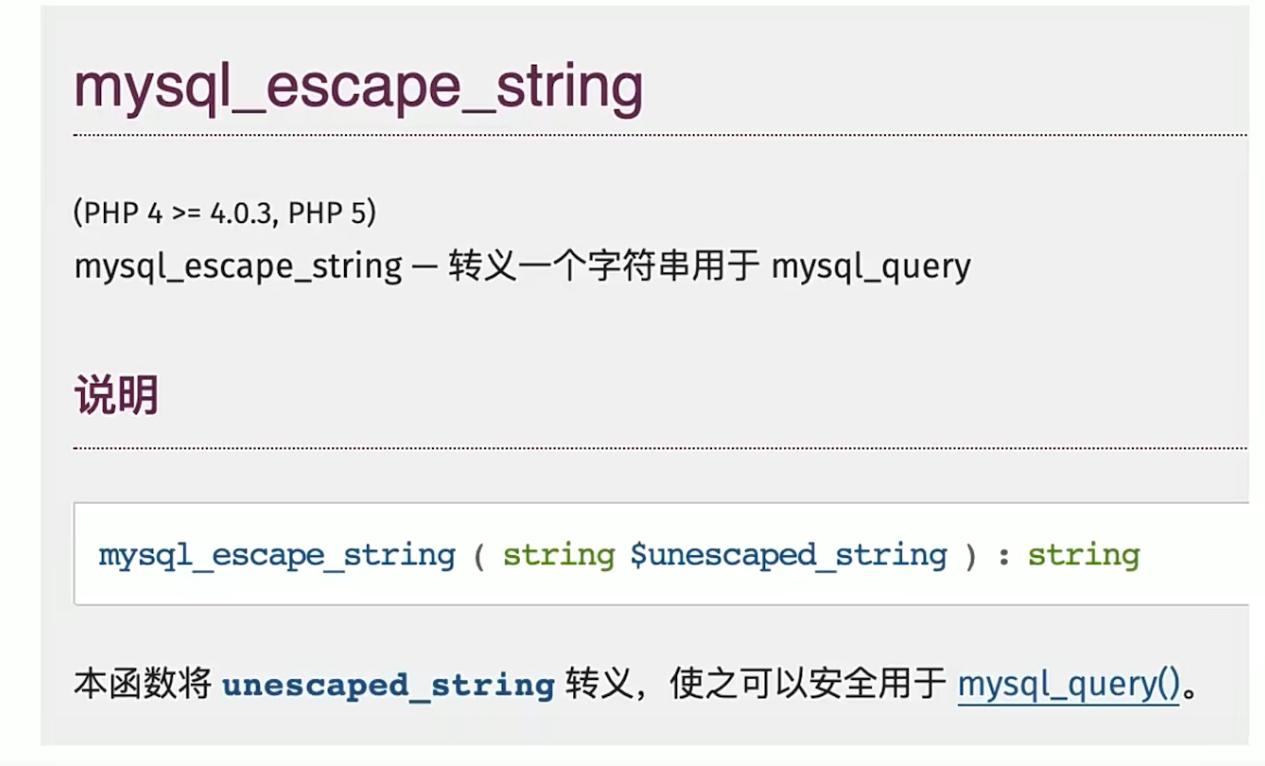 mysql_escape_string
(PHP 4 >= 4.0.3, PHP 5)
mysql_escape_string — 转义一个字符串用于 mysql_query
说明
mysql_escape_string ( string $unescaped_string ) : string
本函数将 unescaped_string 转义，使之可以安全用于 mysql_query()。